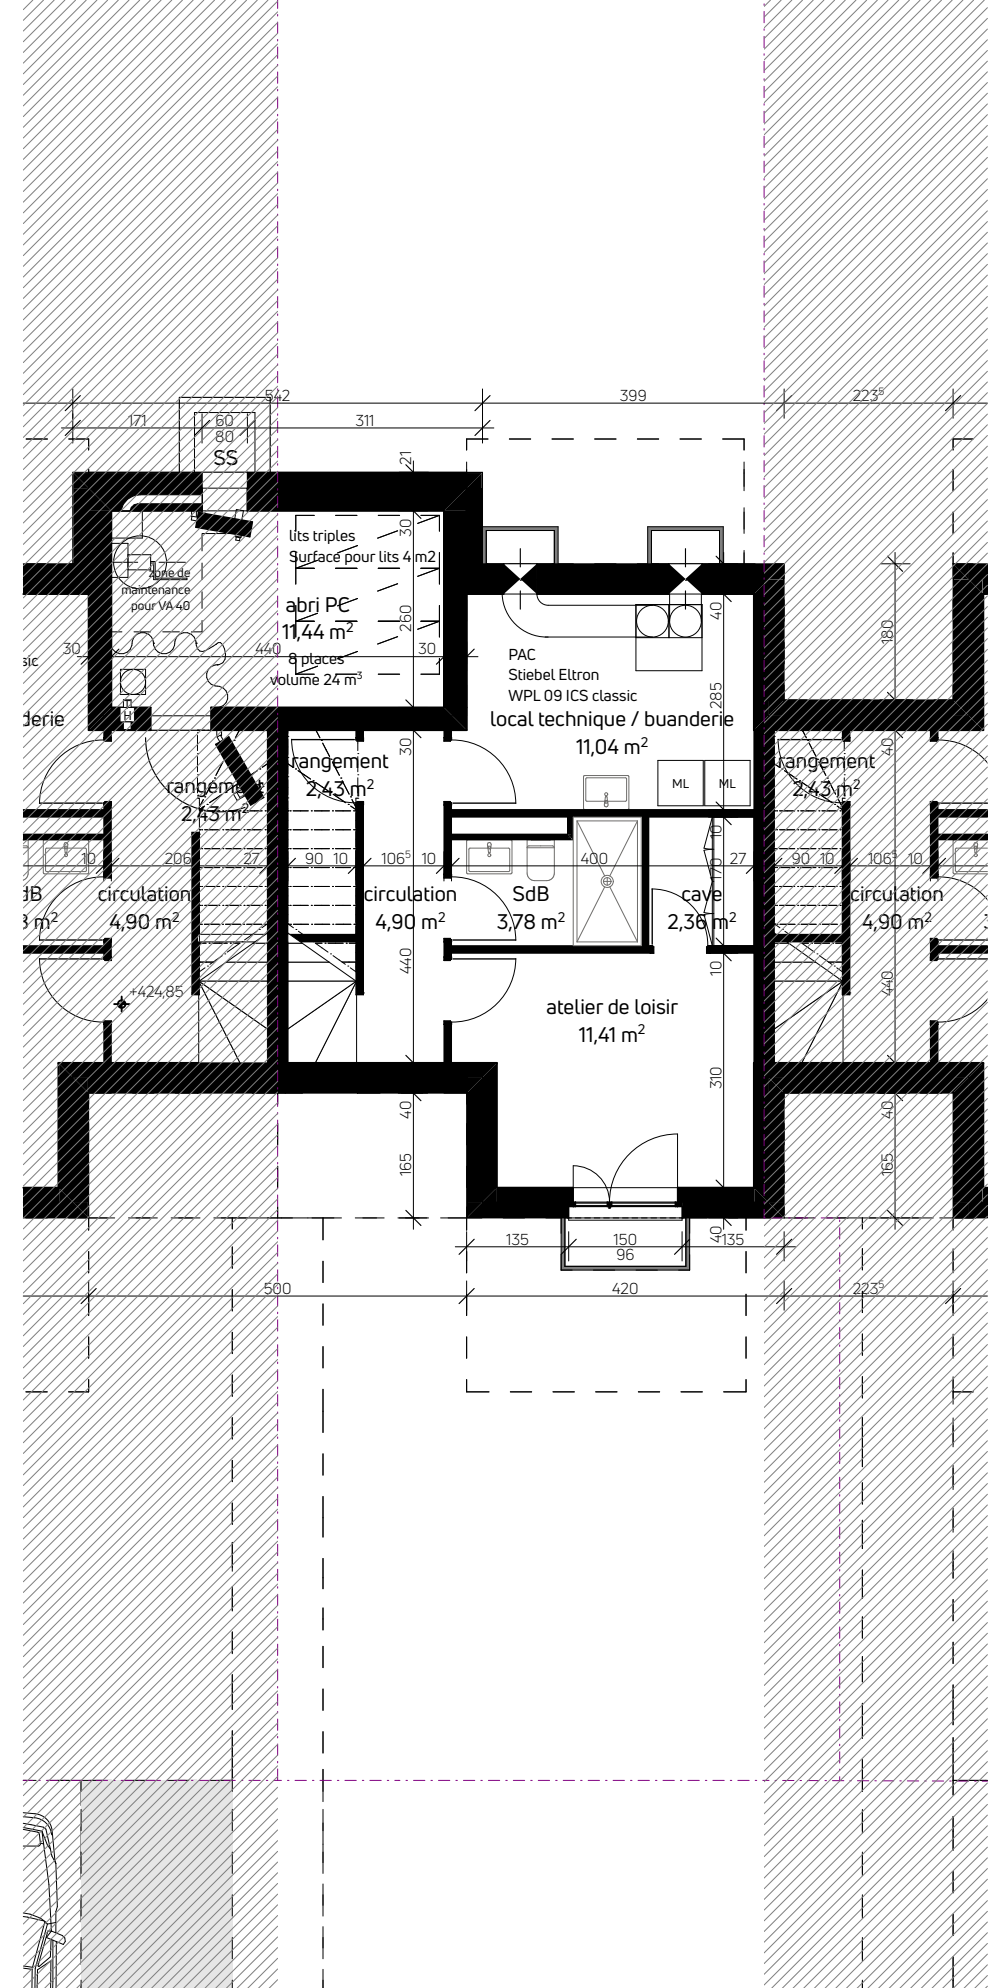 542
399
223⁵
171
60
311
80
SS
21
lits triples
Surface pour lits 4 m2
30
zone de
maintenance
pour VA 40
abri PC
11,44 m²
260
40
180
30
440
30
8 places
volume 24 m³
sic
PAC
Stiebel Eltron
WPL 09 ICS classic
285
derie
local technique / buanderie
11,04 m²
H
30
40
rangement
2,43 m²
rangement
2,43 m²
rangement
2,43 m²
ML
ML
10
10
206
27
90
10
106⁵
10
400
170
27
90
10
106⁵
10
dB
circulation
circulation
SdB
cave
circulation
3 m²
4,90 m²
4,90 m²
3,78 m²
2,36 m²
4,90 m²
440
10
440
+424,85
atelier de loisir
11,41 m²
310
40
40
165
165
135
150
135
40
96
500
420
223⁵